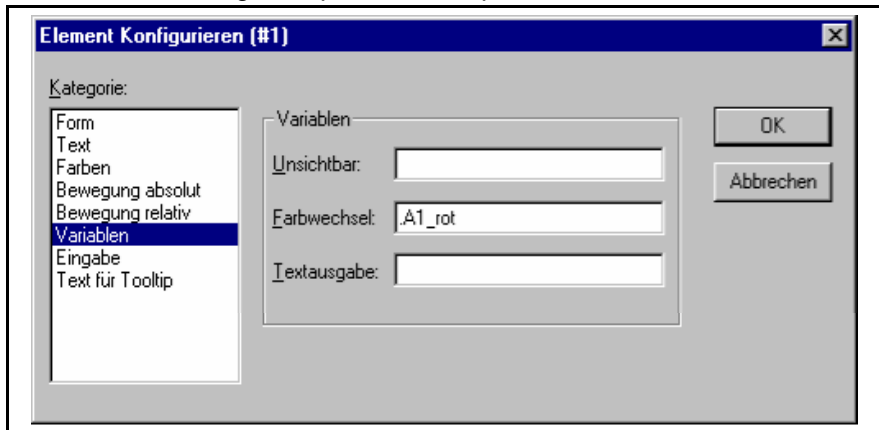 Element Konfigurieren (#1)
Kategorie:
Form
Text
Farben
Bewegung absolut
Bewegung relativ
Variablen
Eingabe
Text für Tooltip
Variablen
Unsichtbar:
Farbwechsel: .A1_rot
Textausgabe:
OK
Abbrechen